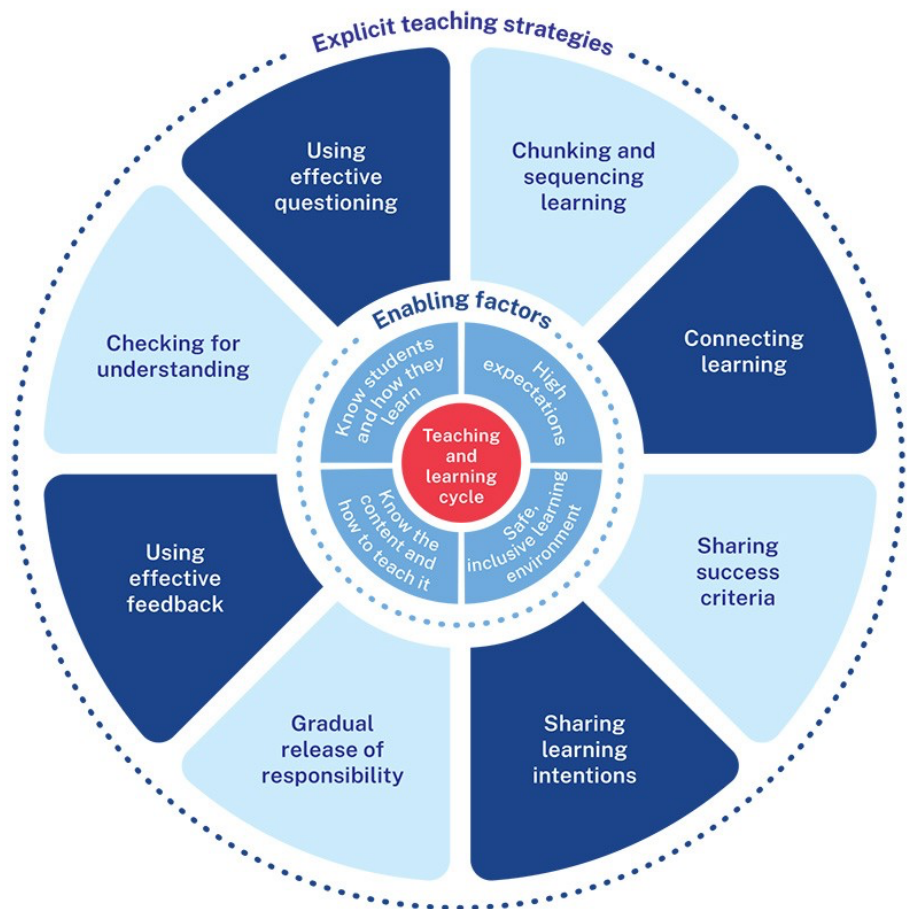 Explicit teaching strategies
Using
effective
questioning
Chunking and
sequencing
learning
Checking for
understanding
Connecting
learning
Enabling factors
Know students
and how they
learn
High
expectations
Teaching
and
learning
cycle
Know the
content and
how to teach it
Safe,
inclusive learning
environment
Using
effective
feedback
Sharing
success
criteria
Gradual
release of
responsibility
Sharing
learning
intentions